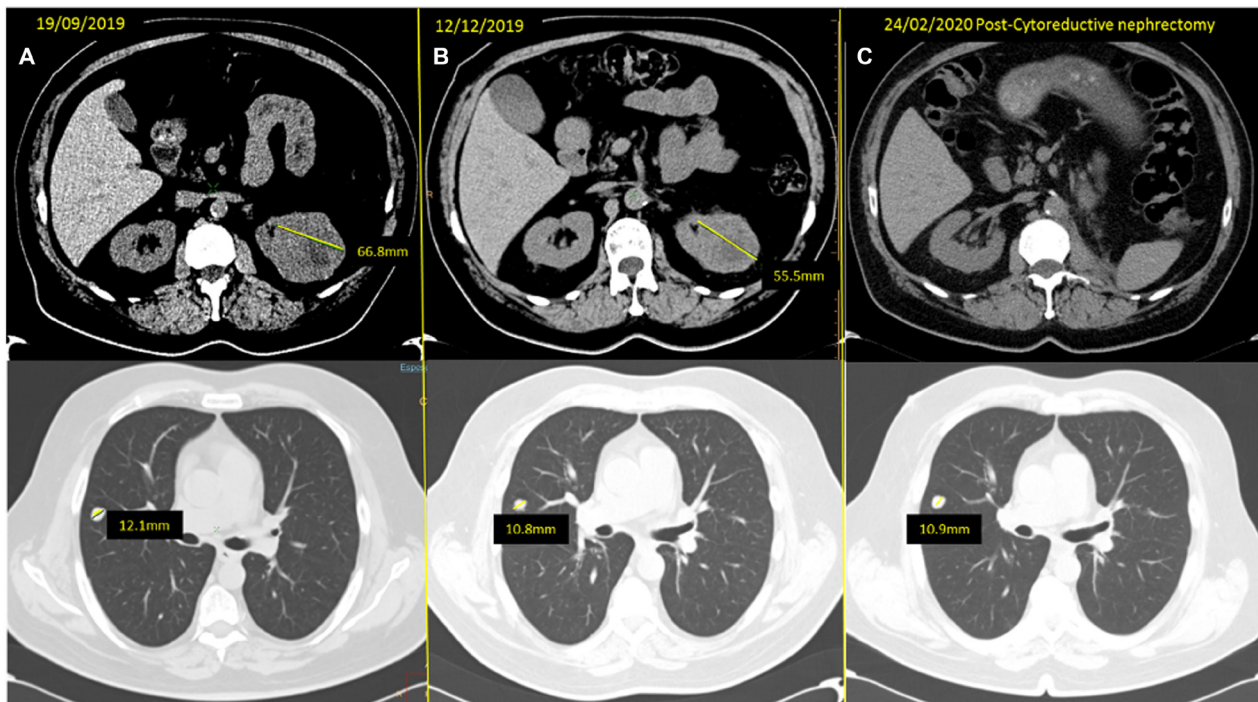 19/09/2019
A
66.8mm
12/12/2019
B
R
55.5mm
24/02/2020 Post-Cytoreductive nephrectomy
C
12.1mm
10.8mm
10.9mm